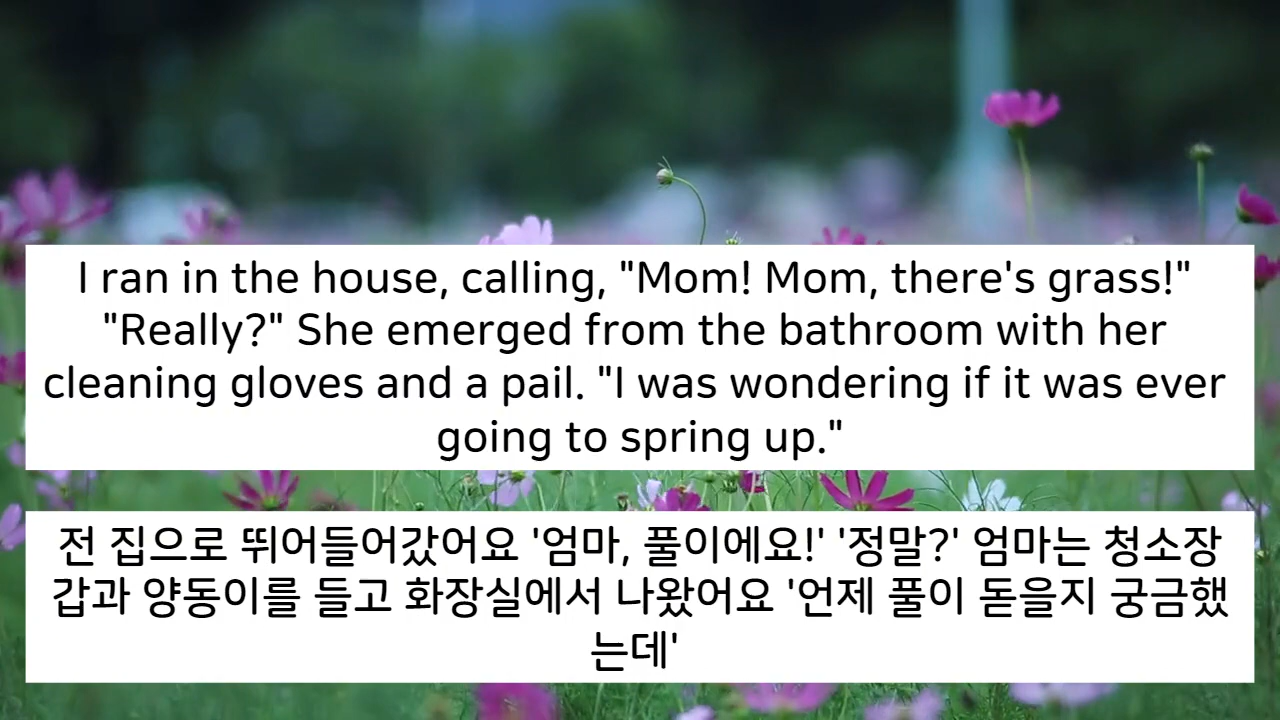 I ran in the house, calling, "Mom! Mom, there's grass!"
"Really?" She emerged from the bathroom with her
cleaning gloves and a pail. "I was wondering if it was ever
going to spring up."
전 집으로 뛰어들어갔어요 '엄마, 풀이에요!' '정말?' 엄마는 청소장
갑과 양동이를 들고 화장실에서 나왔어요 '언제 풀이 돋을지 궁금했
는데'